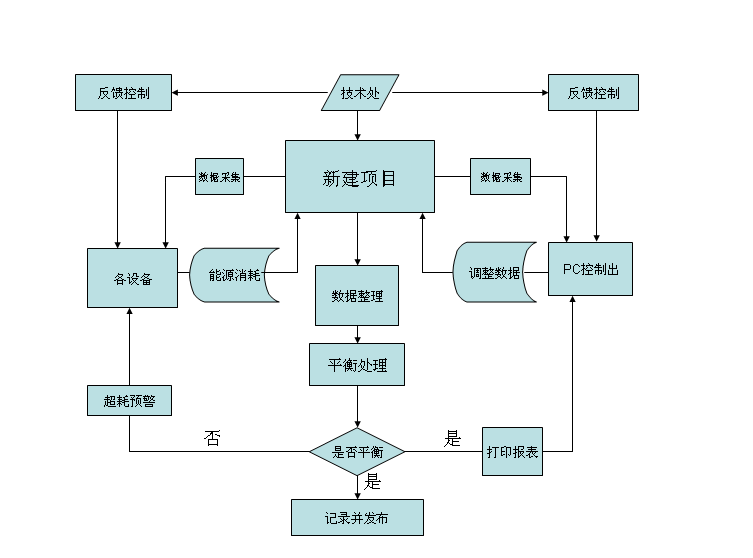 反馈控制
技术处
反馈控制
数据采集
新建项目
数据采集
各设备
能源消耗
数据整理
调整数据
PC控制出
平衡处理
超耗预警
否
是否平衡
是
打印报表
是
记录并发布